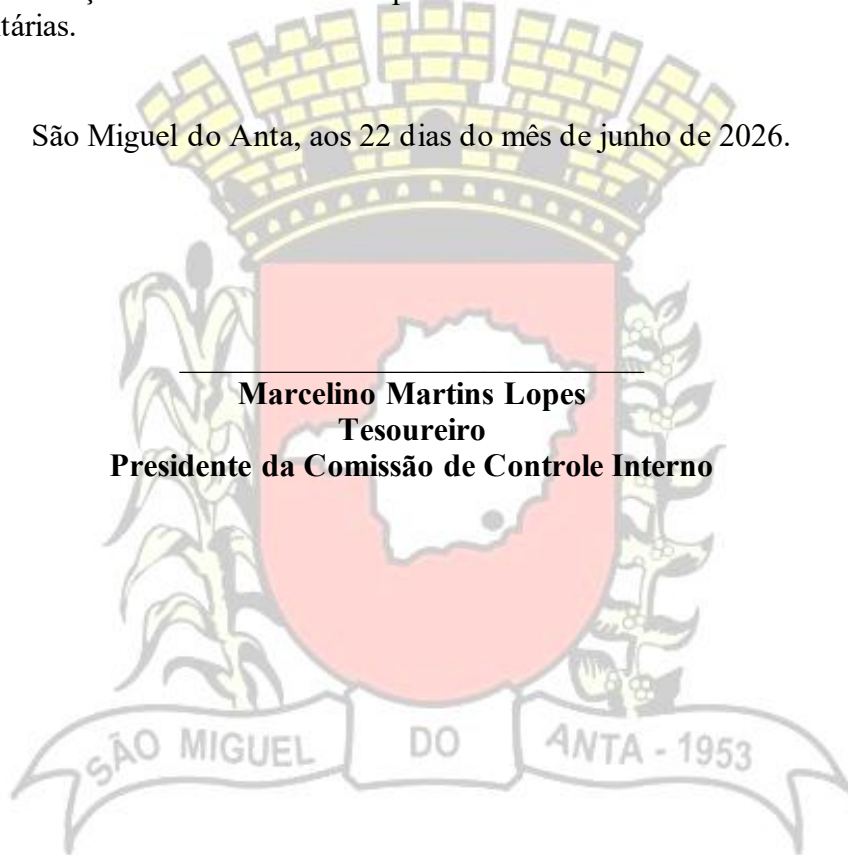 tárias.
São Miguel do Anta, aos 22 dias do mês de junho de 2026.
Marcelino Martins Lopes
Tesoureiro
Presidente da Comissão de Controle Interno
SÃO MIGUEL DO ANTA - 1953